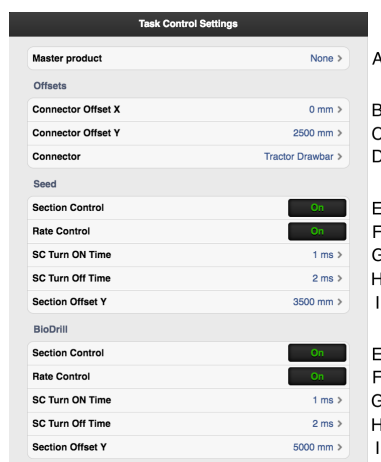 Task Control Settings
Master product None > A
Offsets
Connector Offset X 0 mm > B
Connector Offset Y 2500 mm > C
Connector Tractor Drawbar > D
Seed
Section Control On E
Rate Control On F
SC Turn ON Time 1 ms > G
SC Turn Off Time 2 ms > H
Section Offset Y 3500 mm > I
BioDrill
Section Control On E
Rate Control On F
SC Turn ON Time 1 ms > G
SC Turn Off Time 2 ms > H
Section Offset Y 5000 mm > I